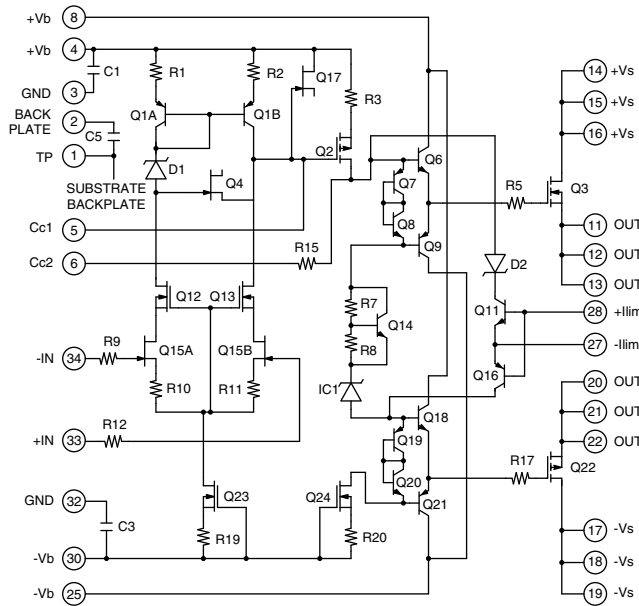 +Vb 8
+Vb 4
C1
R1
R2
Q17
R3
14 +Vs
GND 3
15 +Vs
BACK
PLATE 2
Q1A
Q1B
16 +Vs
C5
Q2
Q6
TP 1
D1
Q4
Q7
R5
Q3
SUBSTRATE
BACKPLATE
Q8
11 OUT
Cc1 5
Q9
12 OUT
Cc2 6
R15
D2
13 OUT
Q12
Q13
R7
Q14
Q11
28 +Ilim
R9
Q15A
Q15B
R8
27 -Ilim
-IN 34
R10
R11
IC1
Q16
20 OUT
R12
Q18
21 OUT
+IN 33
Q19
22 OUT
R17
Q22
GND 32
Q23
Q24
Q20
Q21
C3
R19
R20
17 -Vs
-Vb 30
18 -Vs
-Vb 25
19 -Vs